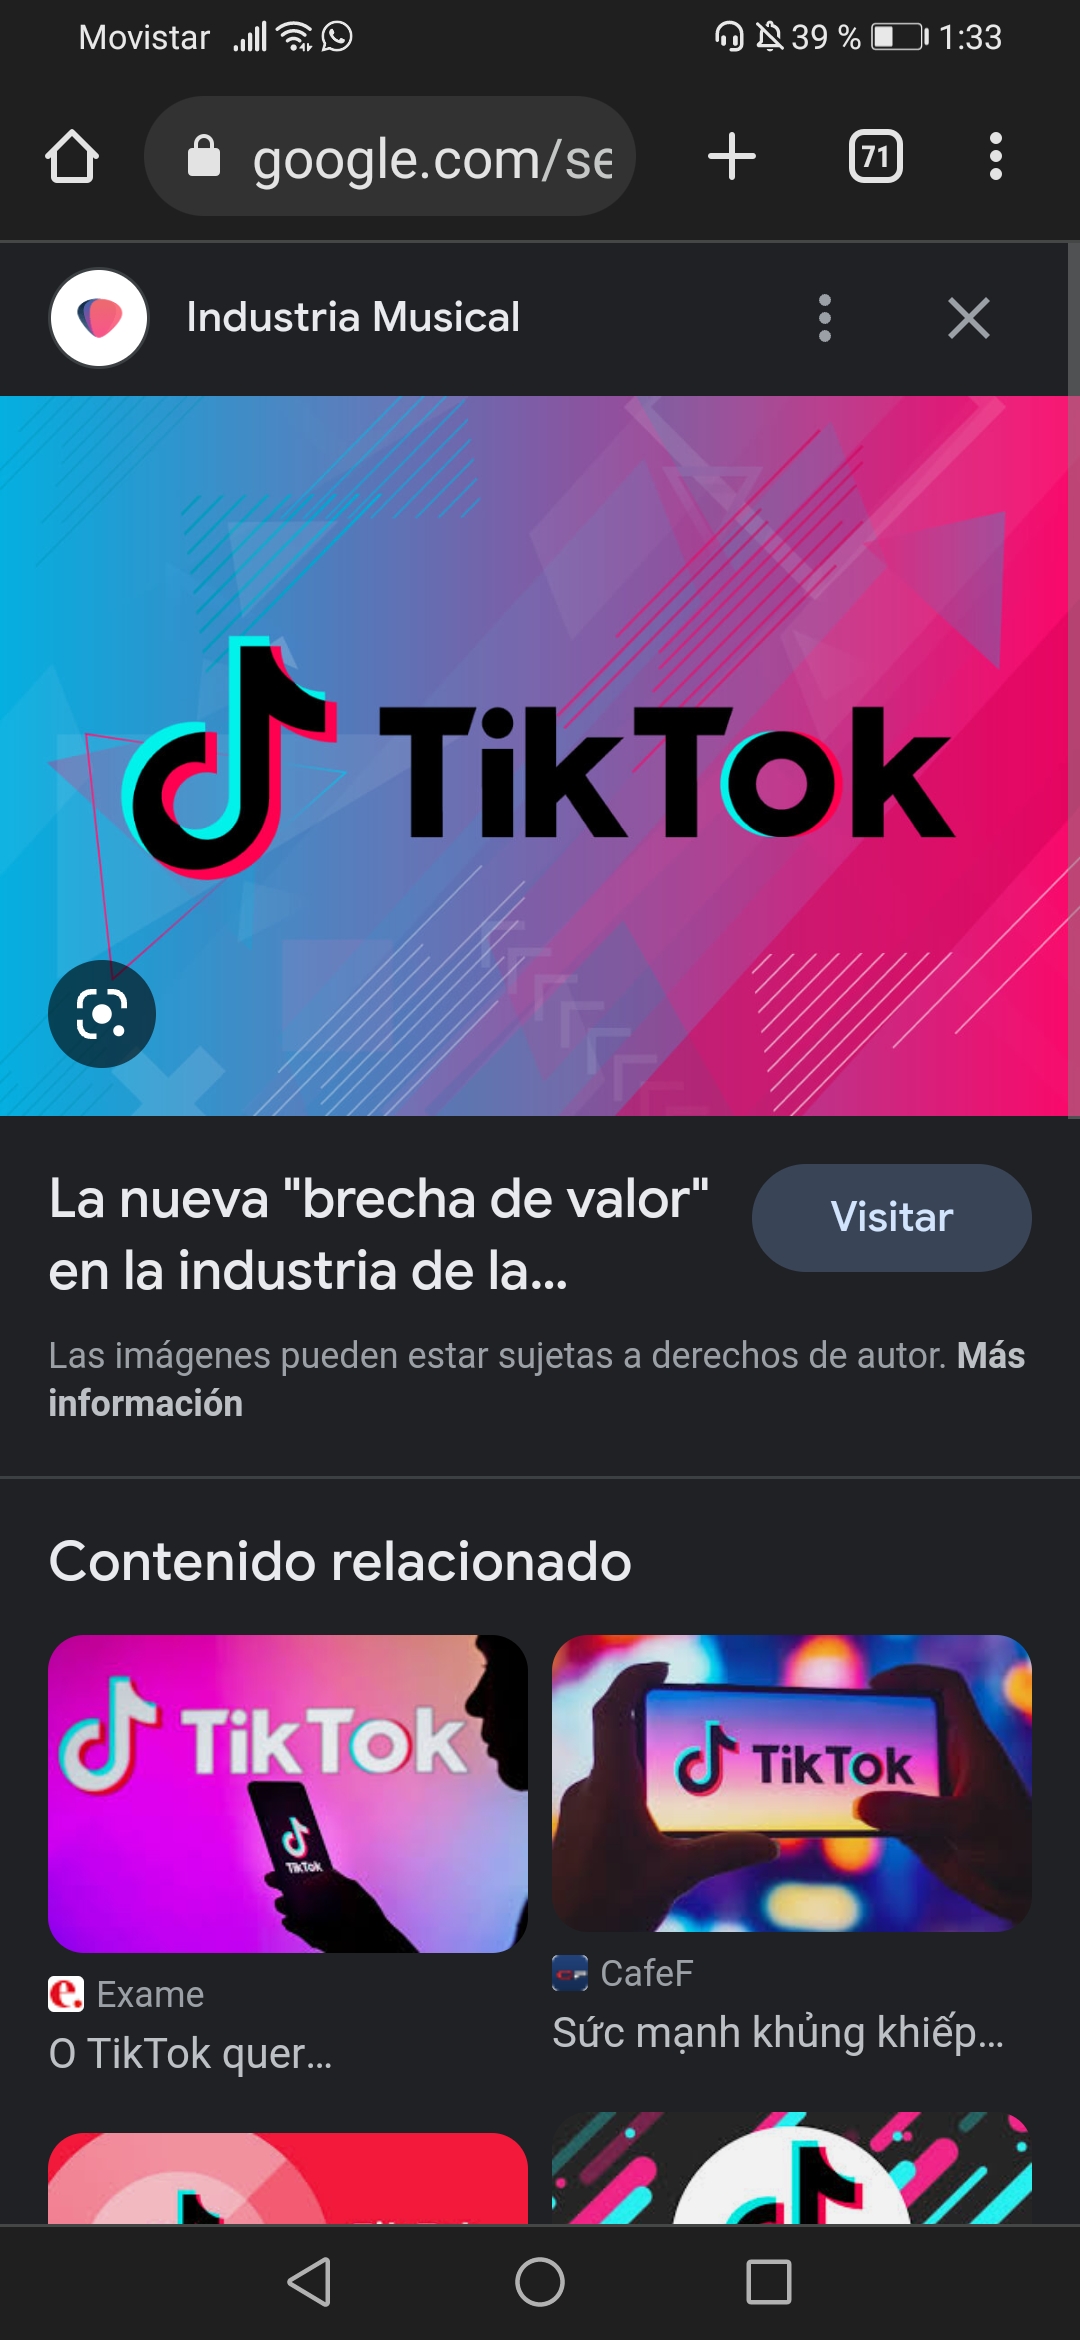 Movistar 39 % 1:33
google.com/se 71
Industria Musical
TikTok
La nueva "brecha de valor"
en la industria de la...
Visitar
Las imágenes pueden estar sujetas a derechos de autor. Más
información
Contenido relacionado
TikTok
TikTok
TikTok
e. Exame
O TikTok quer...
CF CafeF
Sức mạnh khủng khiếp...